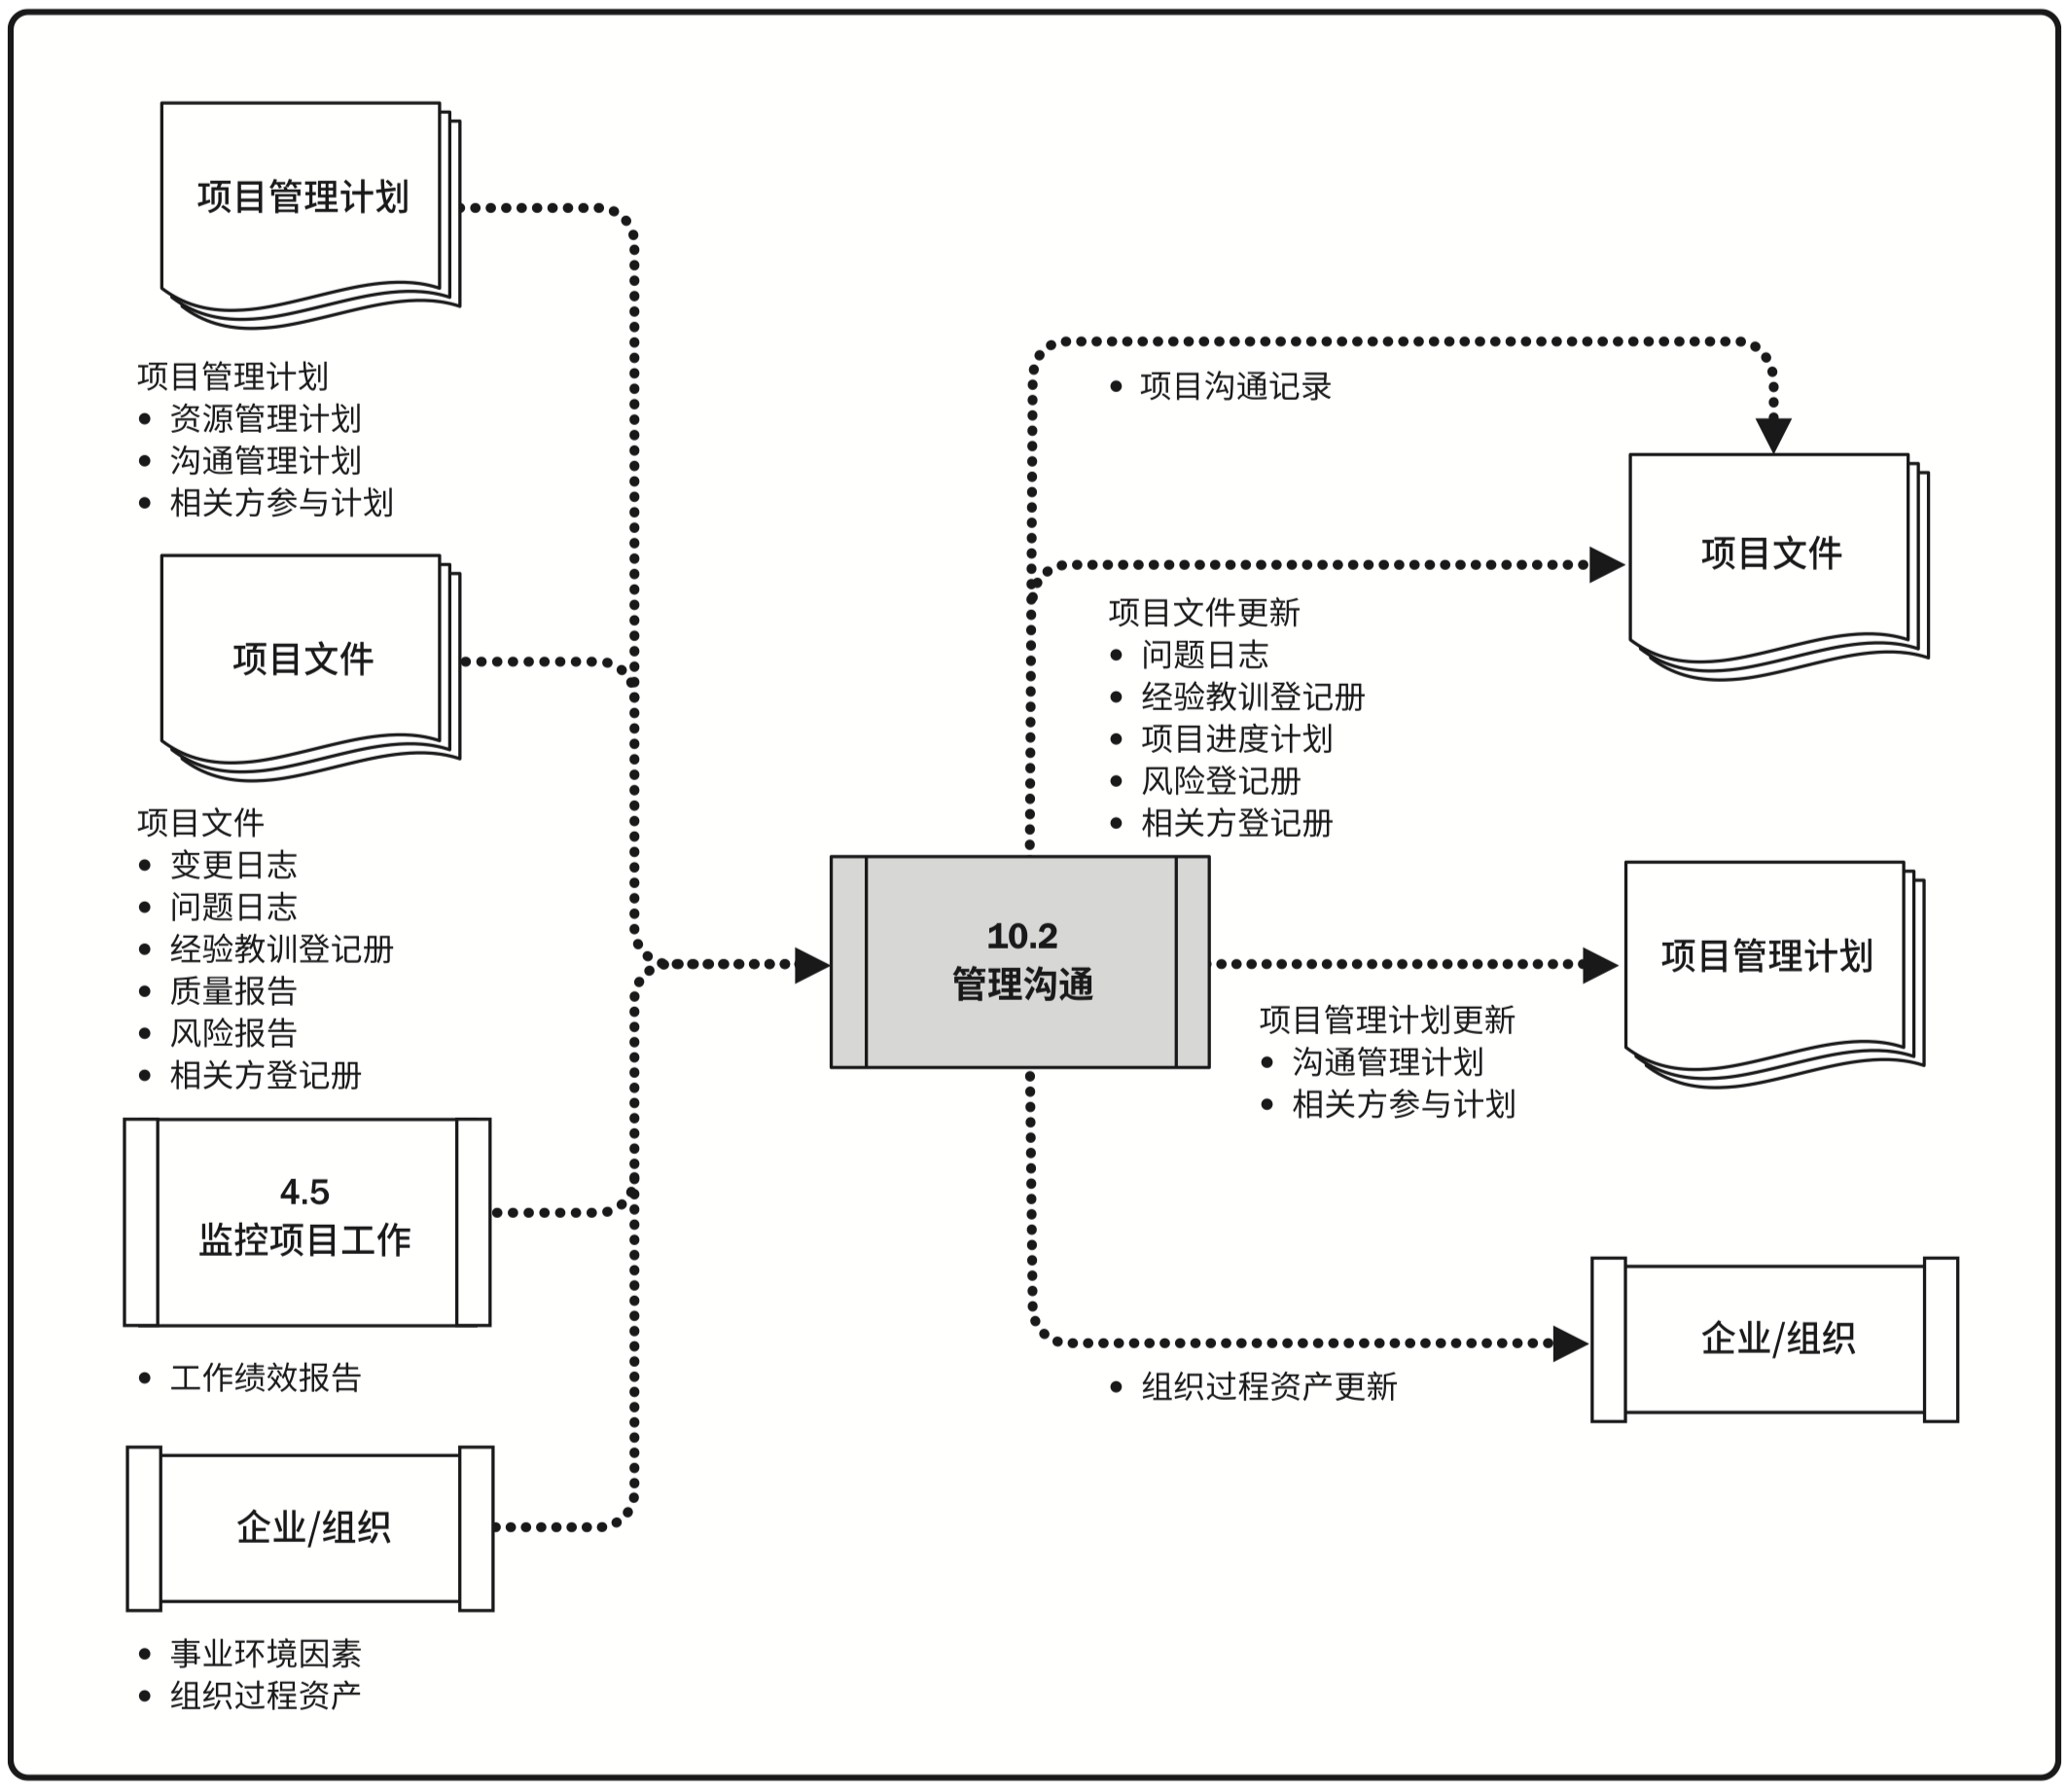 项目管理计划
项目管理计划
• 资源管理计划
• 沟通管理计划
• 相关方参与计划
项目文件
项目文件
• 变更日志
• 问题日志
• 经验教训登记册
• 质量报告
• 风险报告
• 相关方登记册
4.5
监控项目工作
• 工作绩效报告
企业/组织
• 事业环境因素
• 组织过程资产
10.2
管理沟通
• 项目沟通记录
项目文件
项目文件更新
• 问题日志
• 经验教训登记册
• 项目进度计划
• 风险登记册
• 相关方登记册
项目管理计划
项目管理计划更新
• 沟通管理计划
• 相关方参与计划
企业/组织
• 组织过程资产更新